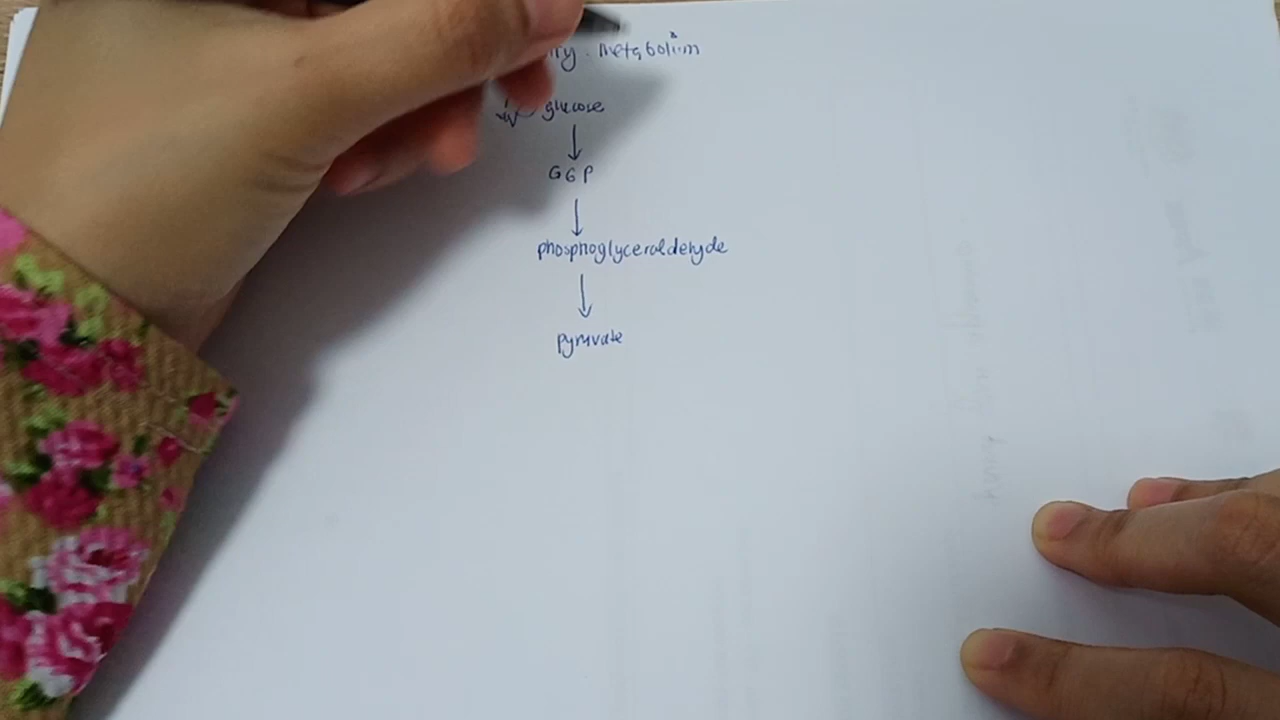 metabolism
glucose
G6P
phosphoglyceraldehyde
pyruvate